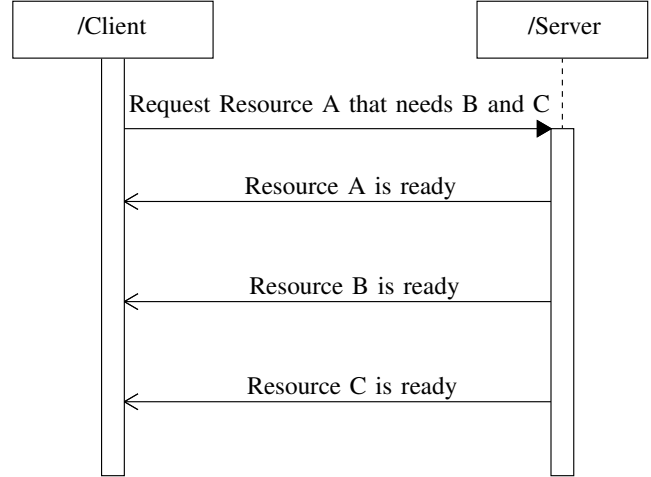 /Client
/Server
Request Resource A that needs B and C
Resource A is ready
Resource B is ready
Resource C is ready